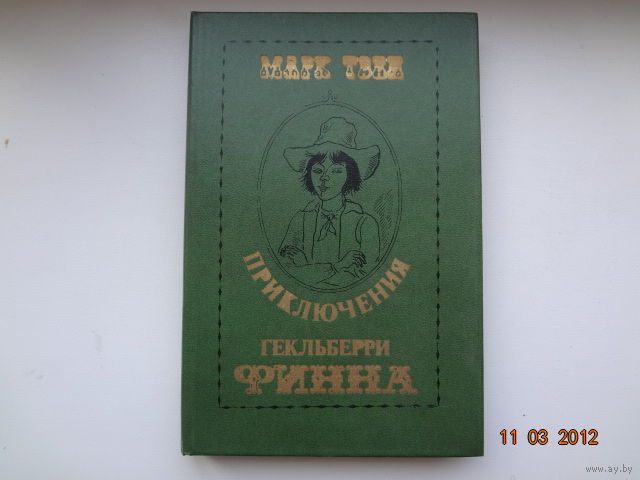 МАРК ТВЕН
ПРИКЛЮЧЕНИЯ
ГЕКЛЬБЕРРИ
ФИННА
11 03 2012
www.ay.by